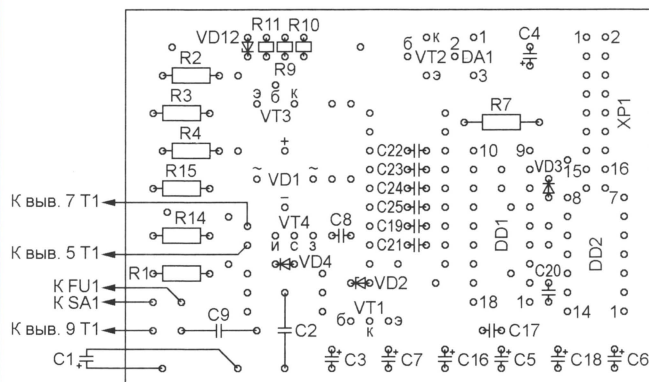 R11 R10
VD12
б к 1 C4 1 2
VT2 2 DA1
э 3
R2
R9
э б к
R3
VT3
R7
XP1
R4
+
C22 10 9
C23 VD3 15 16
R15
~ VD1 ~
C24
8 7
К выв. 7 Т1
–
C25
R14
VT4 C8
C19
DD1
и с з
C21
DD2
К выв. 5 Т1
VD4
R1
К FU1
VD2
C20
К SA1
18 1
14 1
VT1
б к э
К выв. 9 Т1
C9
C2
C17
C1 +
+ C3 + C7 + C16 + C5 + C18 + C6